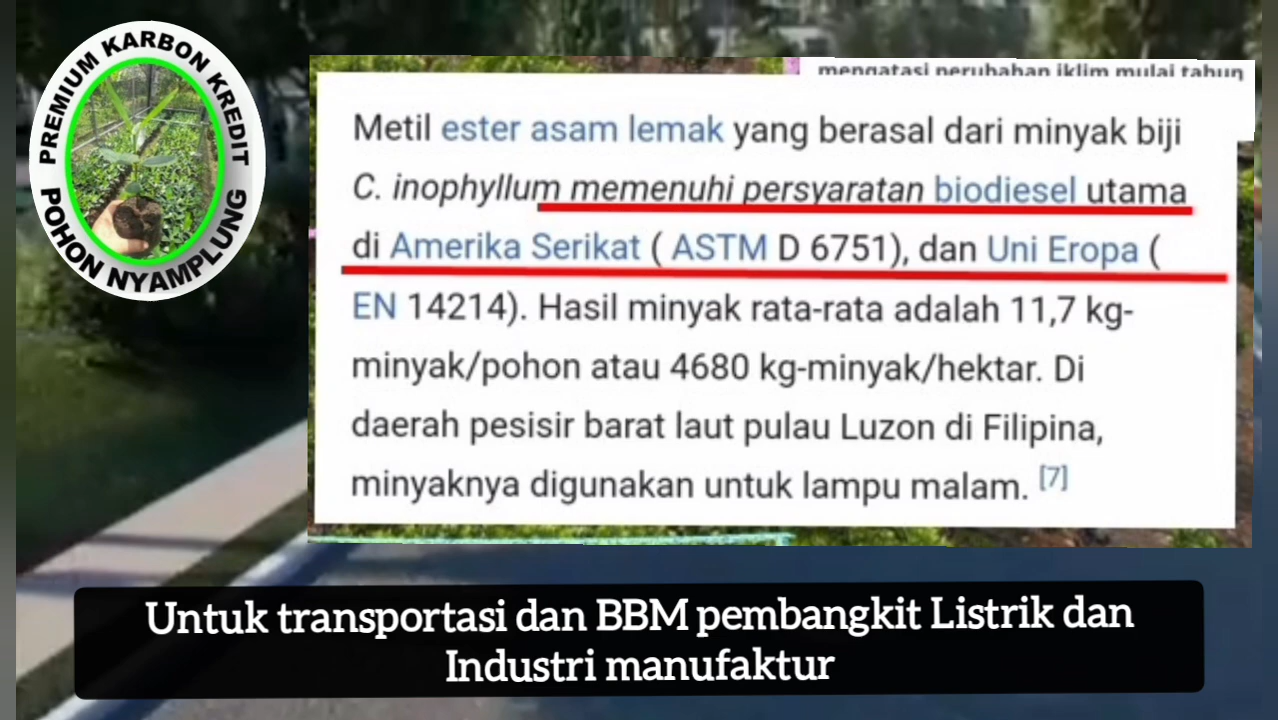 PREMIUM KARBON KREDIT
POHON NYAMPLUNG
mengatasi perubahan iklim mulai tahun
Metil ester asam lemak yang berasal dari minyak biji
C. inophyllum memenuhi persyaratan biodiesel utama
di Amerika Serikat ( ASTM D 6751), dan Uni Eropa (
EN 14214). Hasil minyak rata-rata adalah 11,7 kg-
minyak/pohon atau 4680 kg-minyak/hektar. Di
daerah pesisir barat laut pulau Luzon di Filipina,
minyaknya digunakan untuk lampu malam. [7]
Untuk transportasi dan BBM pembangkit Listrik dan
Industri manufaktur